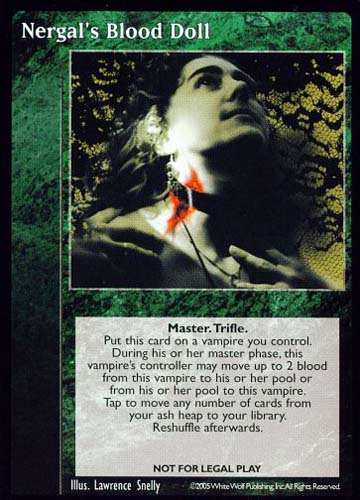 Nergal's Blood Doll
Master. Trifle.
Put this card on a vampire you control.
During his or her master phase, this
vampire's controller may move up to 2 blood
from this vampire to his or her pool or
from his or her pool to this vampire.
Tap to move any number of cards from
your ash heap to your library.
Reshuffle afterwards.
NOT FOR LEGAL PLAY
Illus. Lawrence Snelly ©2005 White Wolf Publishing, Inc. All Rights Reserved.